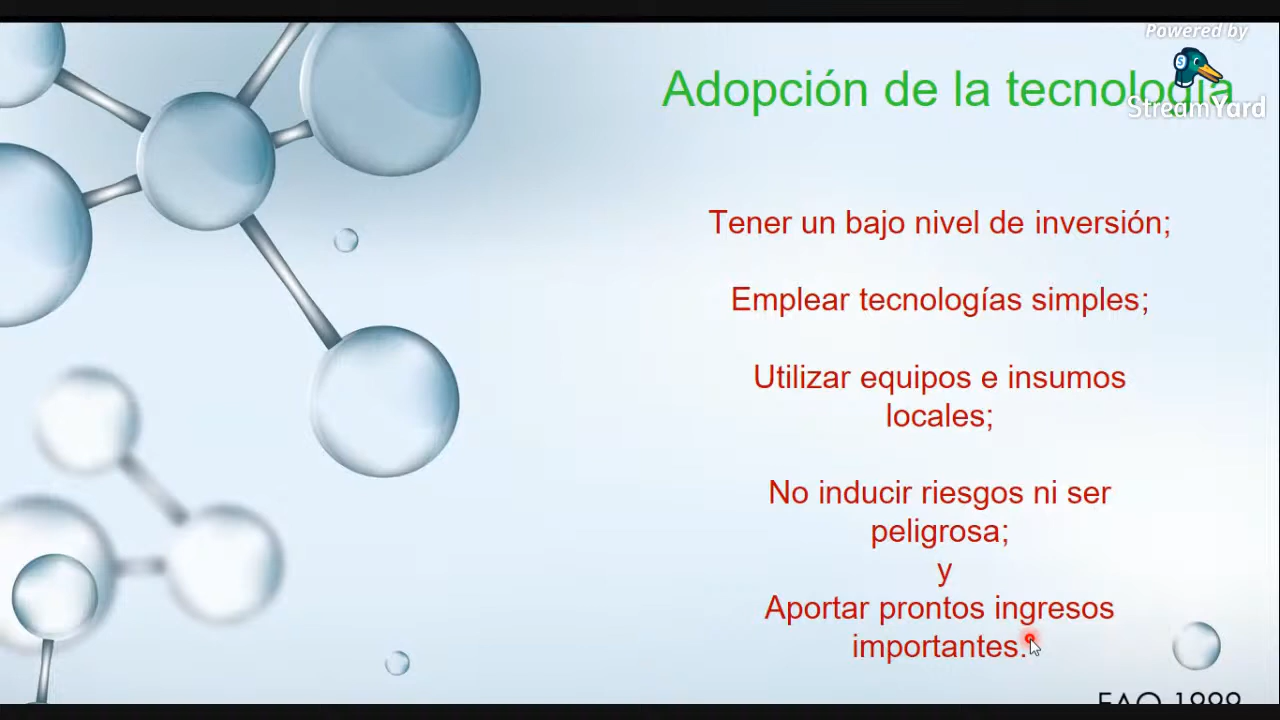 Powered by
StreamYard
Adopción de la tecnología
Tener un bajo nivel de inversión;
Emplear tecnologías simples;
Utilizar equipos e insumos
locales;
No inducir riesgos ni ser
peligrosa;
y
Aportar prontos ingresos
importantes.